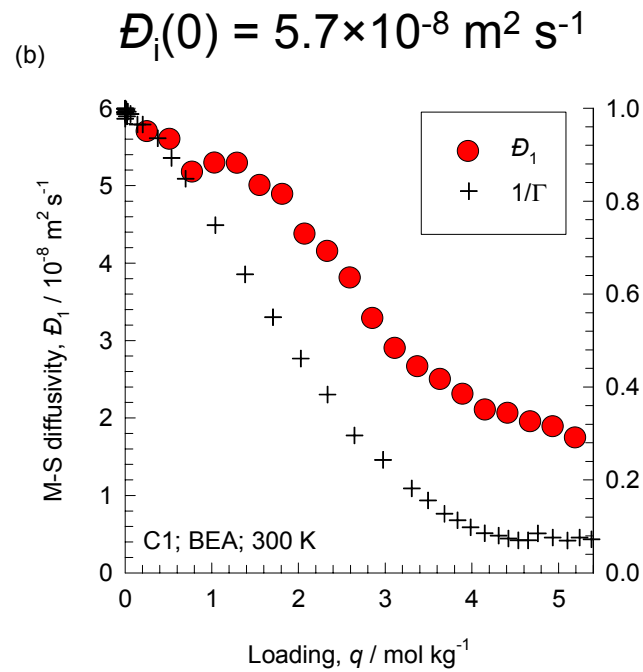 (b)
Đi(0) = 5.7×10-8 m2 s-1
M-S diffusivity, Đ1 / 10-8 m2 s-1
6
5
4
3
2
1
0
1.0
0.8
0.6
0.4
0.2
0.0
Đ1
1/Γ
C1; BEA; 300 K
0 1 2 3 4 5
Loading, q / mol kg-1